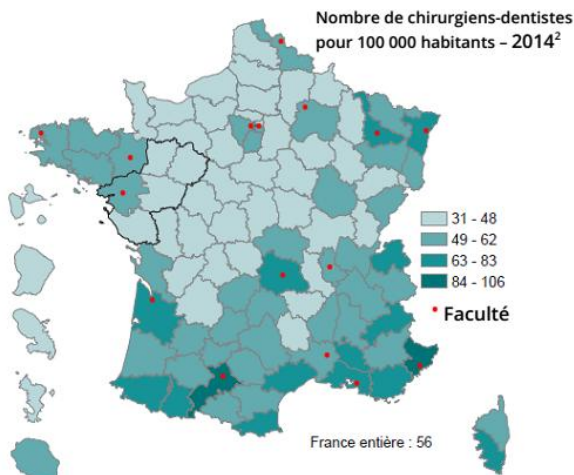 Nombre de chirurgiens-dentistes
pour 100 000 habitants – 2014²
31 - 48
49 - 62
63 - 83
84 - 106
Faculté
France entière : 56